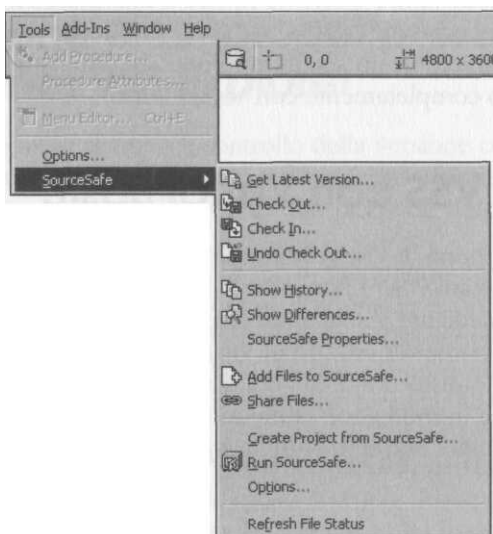 Tools Add-Ins Window Help
Add Procedure...
Procedure Attributes...
Menu Editor... Ctrl+E
Options...
SourceSafe
0, 0
4800 x 360
Get Latest Version...
Check Out...
Check In...
Undo Check Out...
Show History...
Show Differences...
SourceSafe Properties...
Add Files to SourceSafe...
Share Files...
Create Project from SourceSafe...
Run SourceSafe...
Options...
Refresh File Status